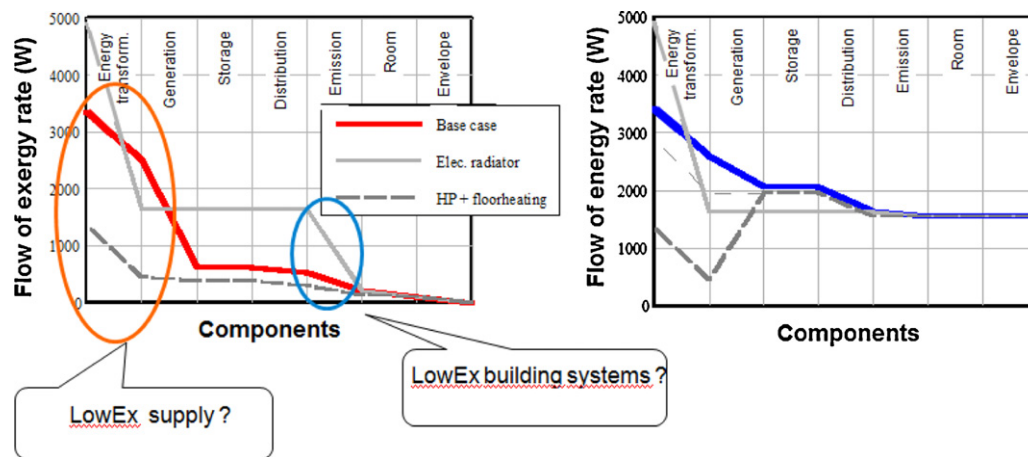 Flow of exergy rate (W)
5000
4000
3000
2000
1000
0
Energy
transform.
Generation
Storage
Distribution
Emission
Room
Envelope
Base case
Elec. radiator
HP + floorheating
Components
LowEx supply ?
LowEx building systems ?
Flow of energy rate (W)
5000
4000
3000
2000
1000
0
Energy
transform.
Generation
Storage
Distribution
Emission
Room
Envelope
Components